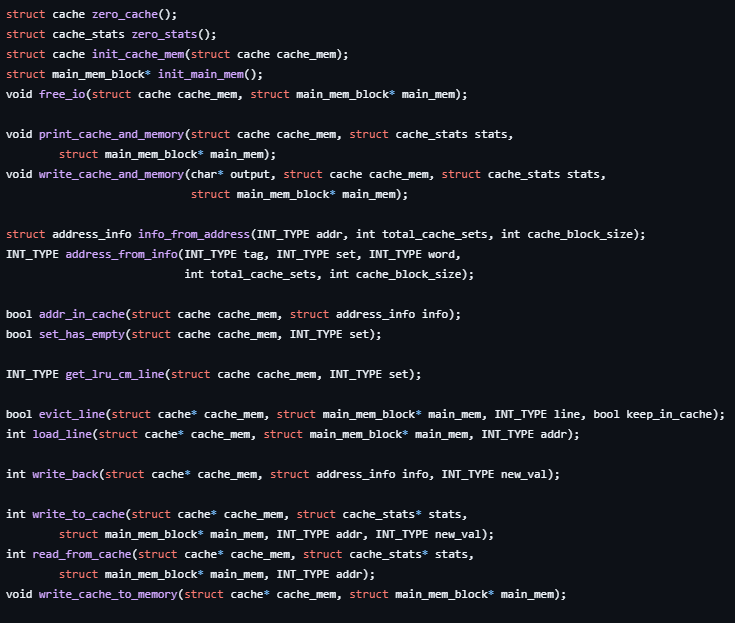 struct cache zero_cache();
struct cache_stats zero_stats();
struct cache init_cache_mem(struct cache cache_mem);
struct main_mem_block* init_main_mem();
void free_io(struct cache cache_mem, struct main_mem_block* main_mem);
void print_cache_and_memory(struct cache cache_mem, struct cache_stats stats,
struct main_mem_block* main_mem);
void write_cache_and_memory(char* output, struct cache cache_mem, struct cache_stats stats,
struct main_mem_block* main_mem);
struct address_info info_from_address(INT_TYPE addr, int total_cache_sets, int cache_block_size);
INT_TYPE address_from_info(INT_TYPE tag, INT_TYPE set, INT_TYPE word,
int total_cache_sets, int cache_block_size);
bool addr_in_cache(struct cache cache_mem, struct address_info info);
bool set_has_empty(struct cache cache_mem, INT_TYPE set);
INT_TYPE get_lru_cm_line(struct cache cache_mem, INT_TYPE set);
bool evict_line(struct cache* cache_mem, struct main_mem_block* main_mem, INT_TYPE line, bool keep_in_cache);
int load_line(struct cache* cache_mem, struct main_mem_block* main_mem, INT_TYPE addr);
int write_back(struct cache* cache_mem, struct address_info info, INT_TYPE new_val);
int write_to_cache(struct cache* cache_mem, struct cache_stats* stats,
struct main_mem_block* main_mem, INT_TYPE addr, INT_TYPE new_val);
int read_from_cache(struct cache* cache_mem, struct cache_stats* stats,
struct main_mem_block* main_mem, INT_TYPE addr);
void write_cache_to_memory(struct cache* cache_mem, struct main_mem_block* main_mem);